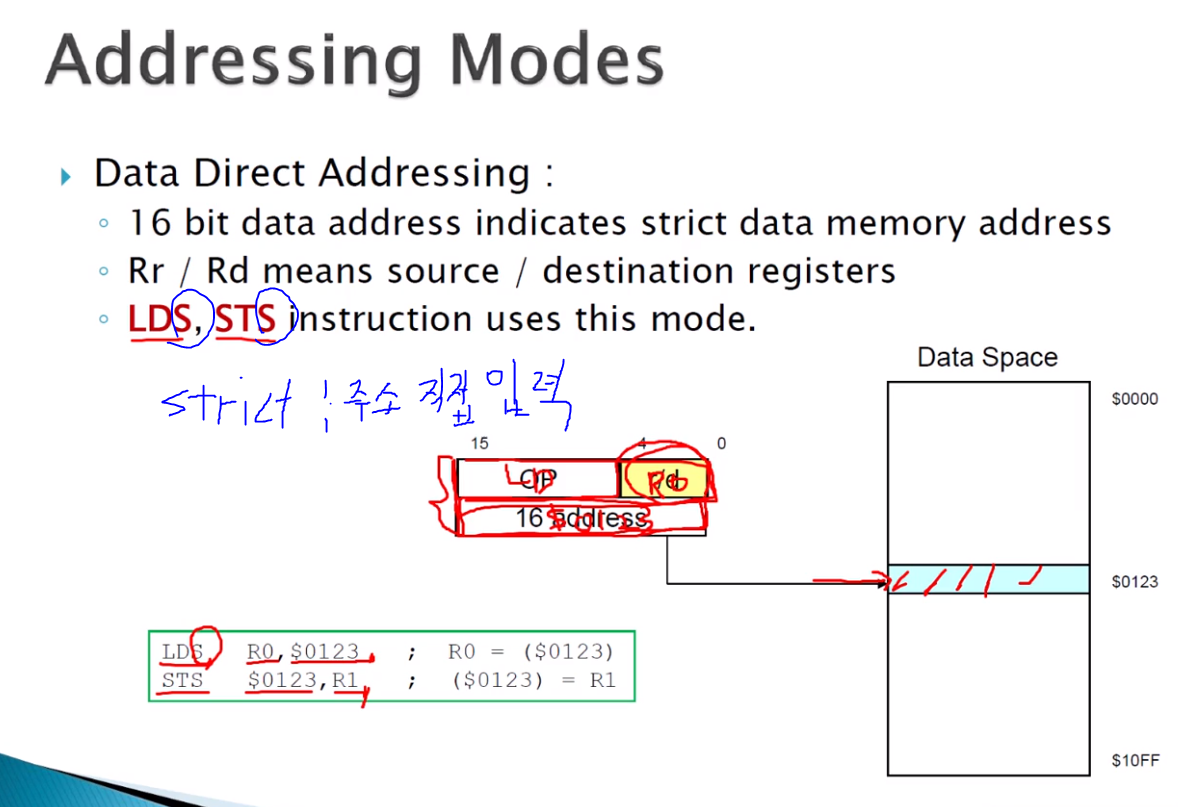 Addressing Modes
Data Direct Addressing :
16 bit data address indicates strict data memory address
Rr / Rd means source / destination registers
LDS, STS instruction uses this mode.
strict : 주소 직접 입력
Data Space
$0000
15 4 0
OP
16 address
$0123
LDS R0,$0123 ; R0 = ($0123)
STS $0123,R1 ; ($0123) = R1
$10FF